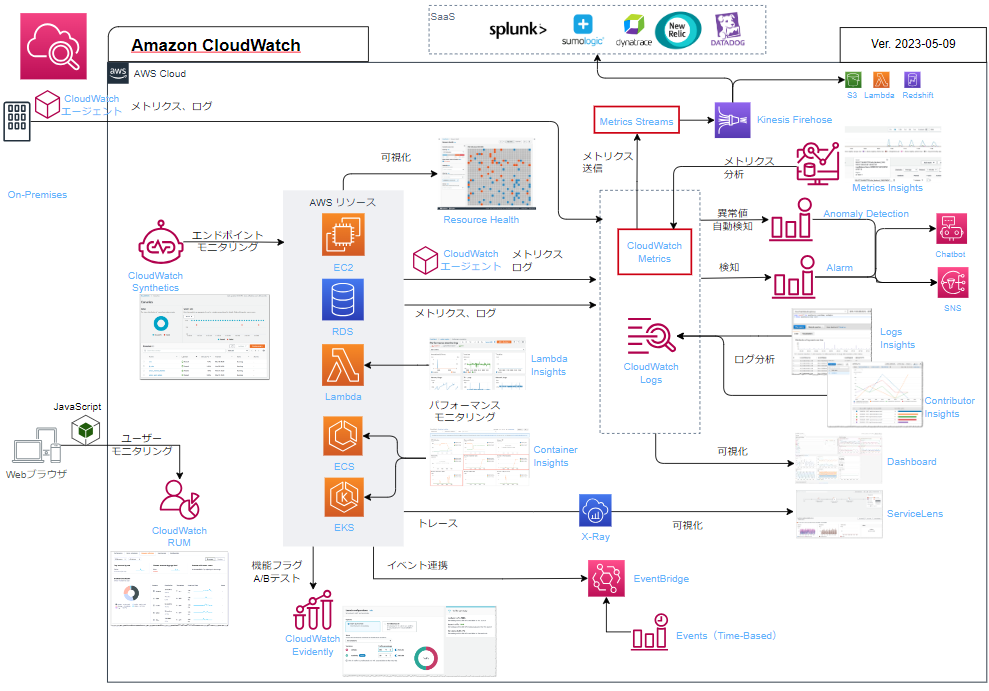 SaaS
splunk>
sumologic
dynatrace
New
Relic
DATADOG
Amazon CloudWatch
Ver. 2023-05-09
aws
AWS Cloud
CloudWatch
エージェント
メトリクス、ログ
S3
Lambda
Redshift
Metrics Streams
Kinesis Firehose
On-Premises
可視化
Resource Health
メトリクス
送信
メトリクス
分析
Metrics Insights
AWS リソース
EC2
RDS
Lambda
ECS
EKS
エンドポイント
モニタリング
CloudWatch
Synthetics
CloudWatch
エージェント
メトリクス
ログ
メトリクス、ログ
CloudWatch
Metrics
異常値
自動検知
Anomaly Detection
検知
Alarm
Chatbot
SNS
CloudWatch
Logs
ログ分析
Logs
Insights
Contributor
Insights
Lambda
Insights
パフォーマンス
モニタリング
Container
Insights
JavaScript
Webブラウザ
ユーザー
モニタリング
CloudWatch
RUM
可視化
Dashboard
トレース
X-Ray
可視化
ServiceLens
機能フラグ
A/Bテスト
イベント連携
EventBridge
CloudWatch
Evidently
Events（Time-Based）